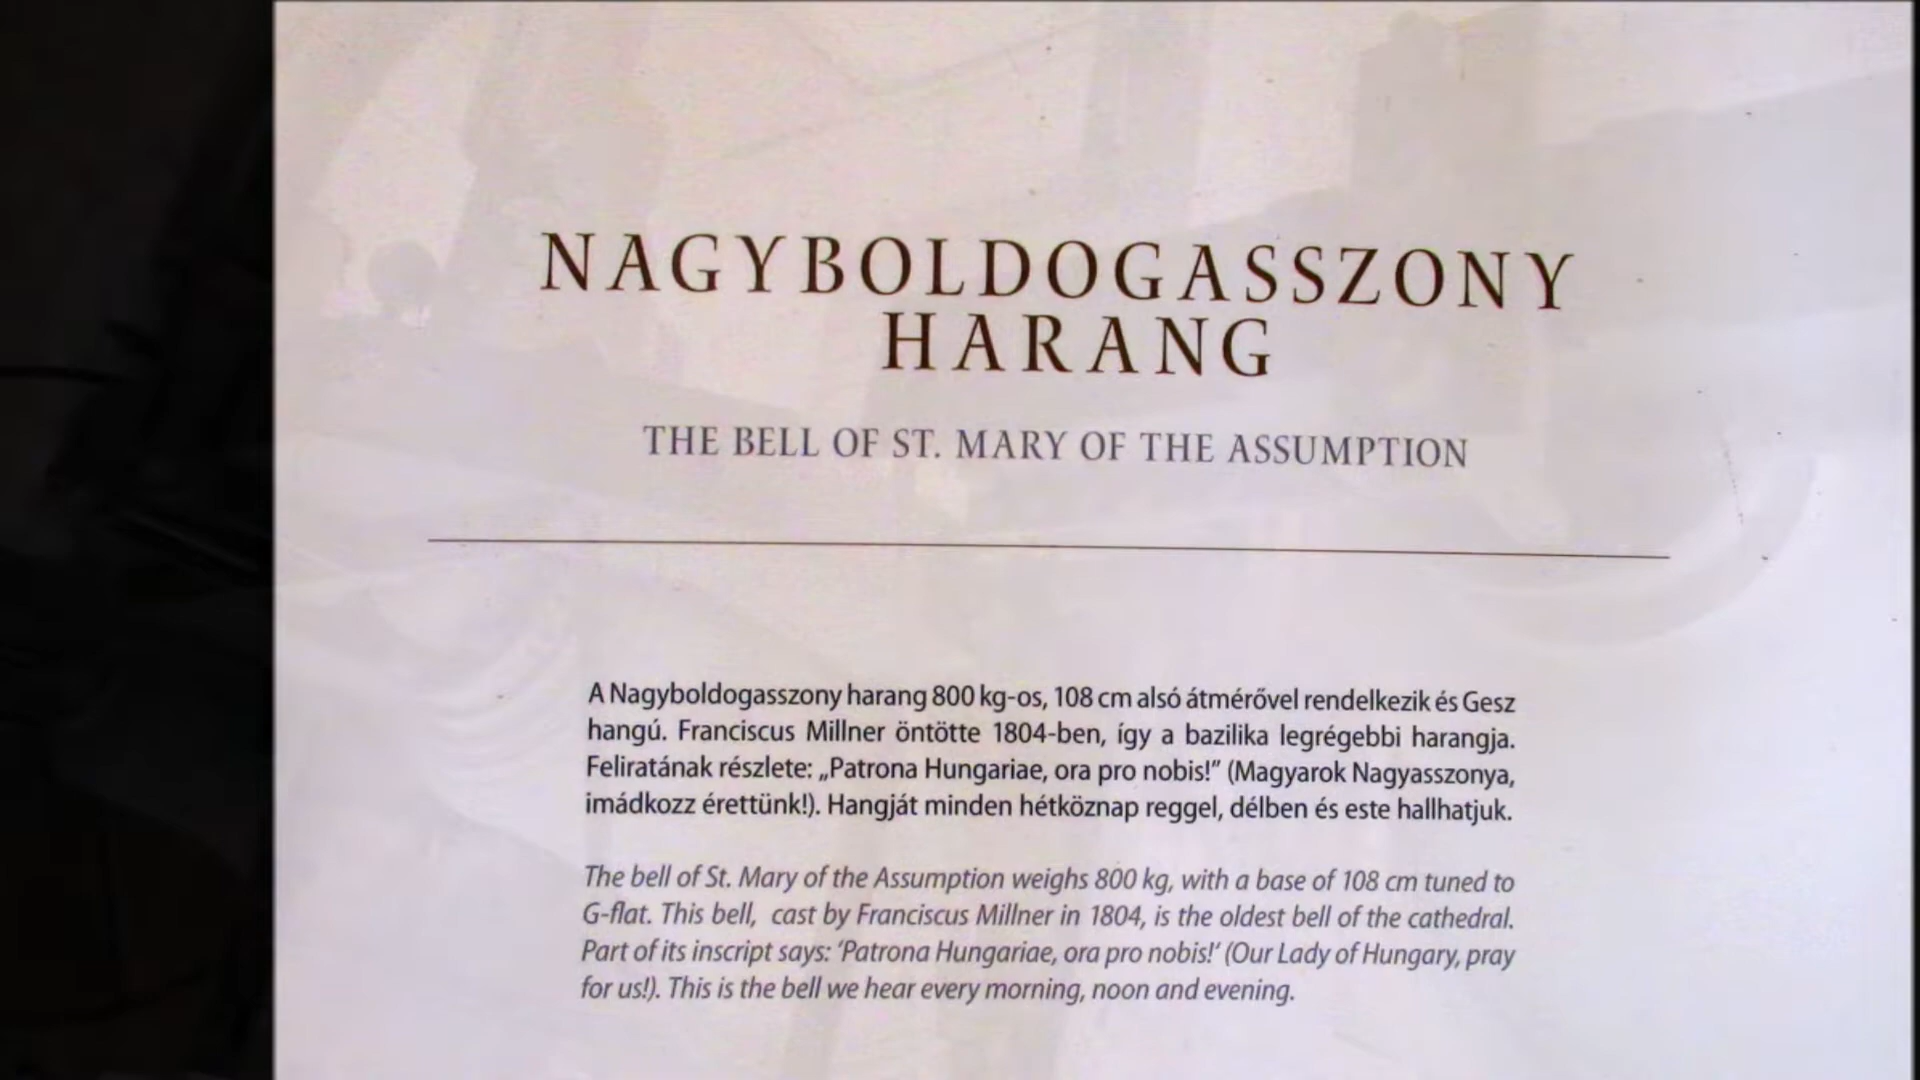 NAGYBOLDOGASSZONY
HARANG
THE BELL OF ST. MARY OF THE ASSUMPTION
A Nagyboldogasszony harang 800 kg-os, 108 cm alsó átmérővel rendelkezik és Gesz
hangú. Franciscus Millner öntötte 1804-ben, így a bazilika legrégebbi harangja.
Feliratának részlete: „Patrona Hungariae, ora pro nobis!” (Magyarok Nagyasszonya,
imádkozz érettünk!). Hangját minden hétköznap reggel, délben és este hallhatjuk.
The bell of St. Mary of the Assumption weighs 800 kg, with a base of 108 cm tuned to
G-flat. This bell, cast by Franciscus Millner in 1804, is the oldest bell of the cathedral.
Part of its inscript says: ‘Patrona Hungariae, ora pro nobis!’ (Our Lady of Hungary, pray
for us!). This is the bell we hear every morning, noon and evening.